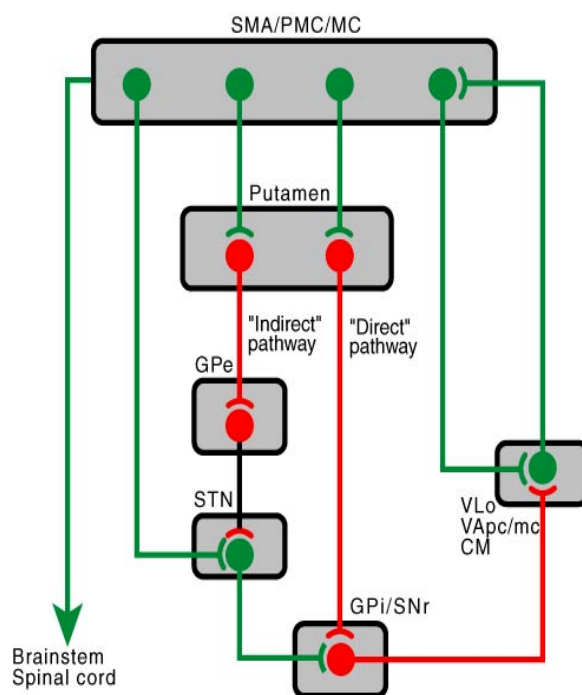 SMA/PMC/MC
Putamen
"Indirect"
pathway
"Direct"
pathway
GPe
STN
VLo
VApc/mc
CM
GPi/SNr
Brainstem
Spinal cord